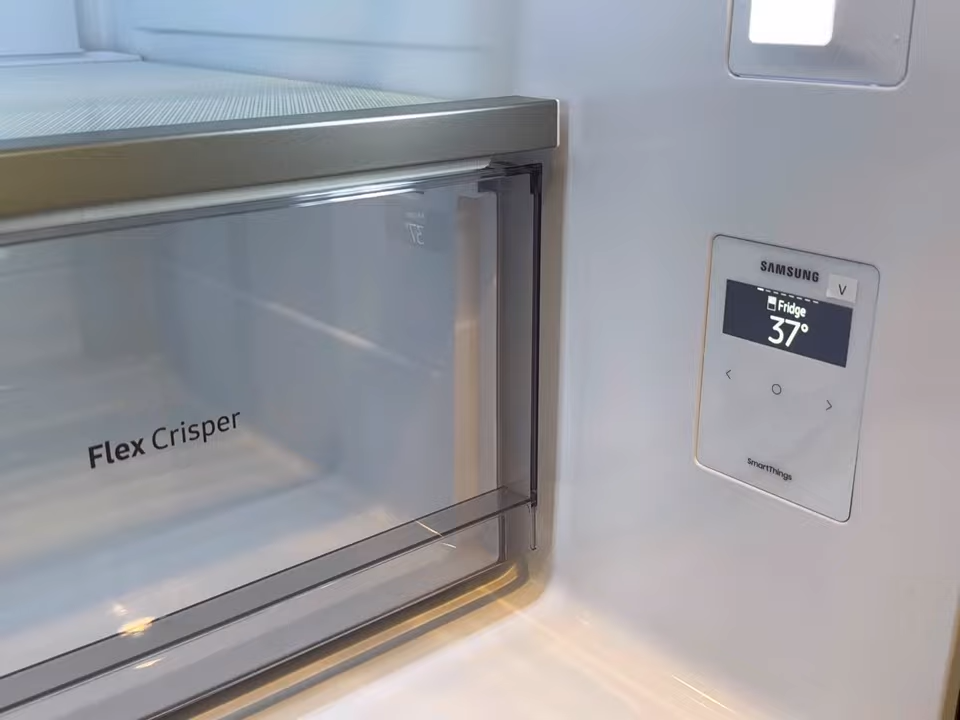 SAMSUNG
V
Fridge
37°
<
O
>
SmartThings
Flex Crisper